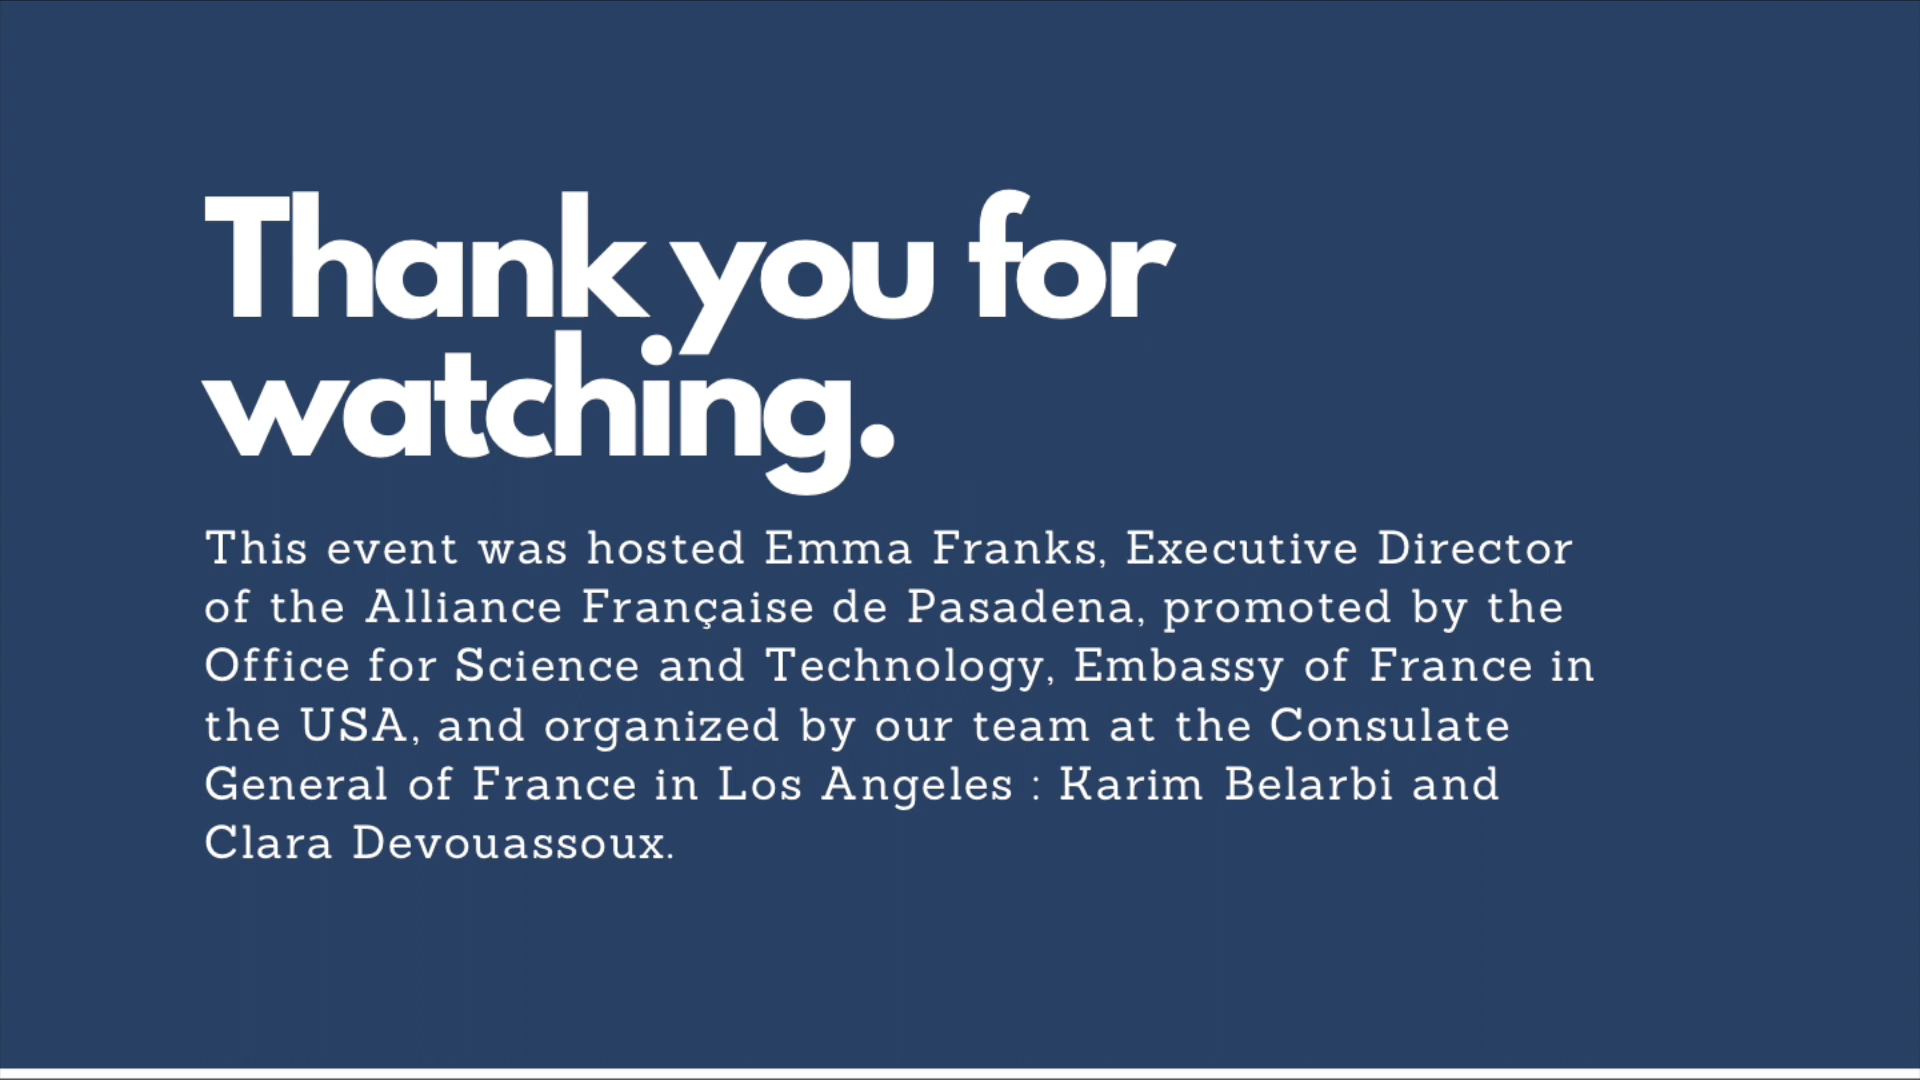 Thank you for
watching.
This event was hosted Emma Franks, Executive Director
of the Alliance Française de Pasadena, promoted by the
Office for Science and Technology, Embassy of France in
the USA, and organized by our team at the Consulate
General of France in Los Angeles : Karim Belarbi and
Clara Devouassoux.